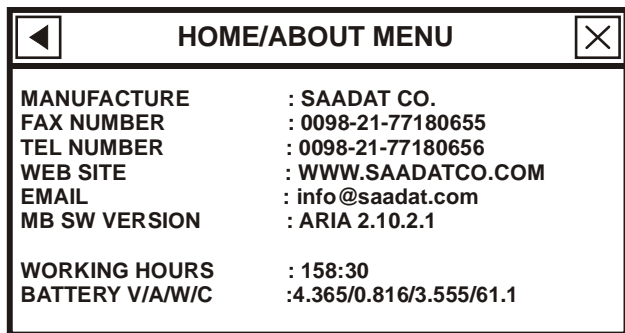 HOME/ABOUT MENU
MANUFACTURE : SAADAT CO.
FAX NUMBER : 0098-21-77180655
TEL NUMBER : 0098-21-77180656
WEB SITE : WWW.SAADATCO.COM
EMAIL : info@saadat.com
MB SW VERSION : ARIA 2.10.2.1
WORKING HOURS : 158:30
BATTERY V/A/W/C :4.365/0.816/3.555/61.1